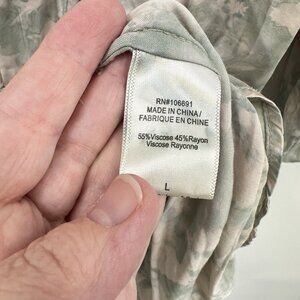 RN#106691
MADE IN CHINA/
FABRIQUE EN CHINE
55%Viscose 45%Rayon
Viscose Rayonne
L